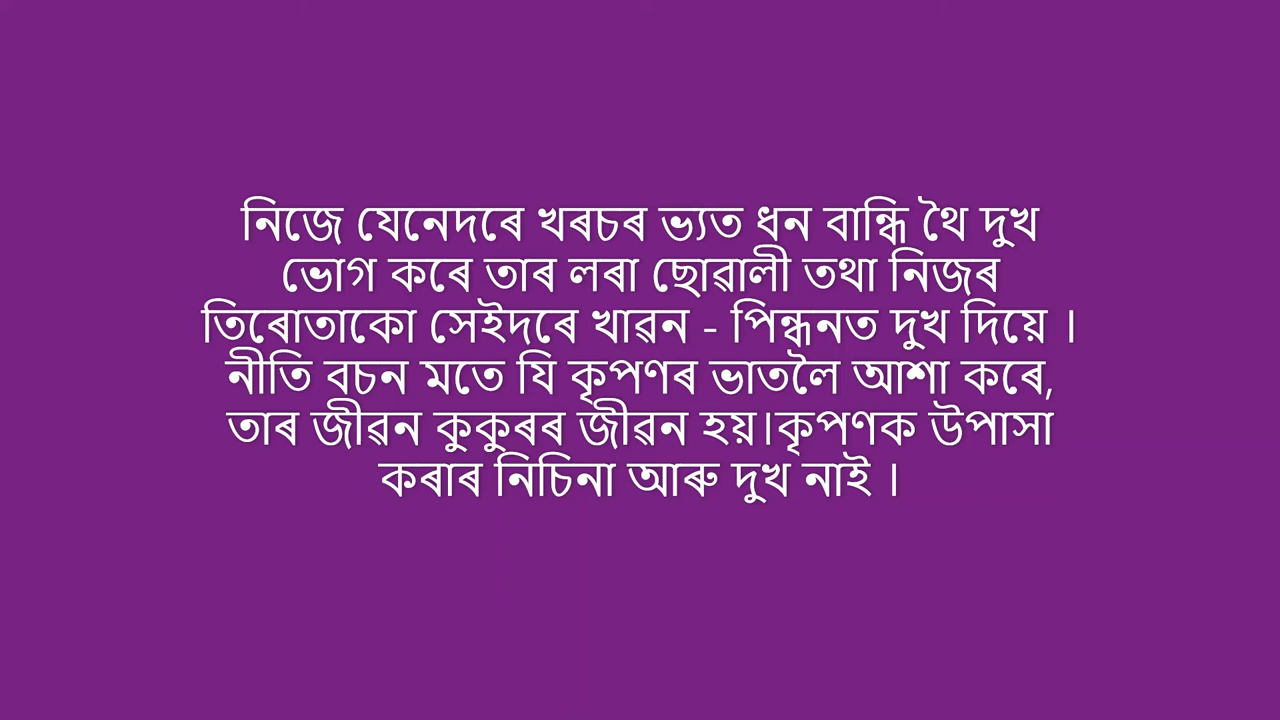 নিজে যেনেদৰে খৰচৰ ভ্যত ধন বান্ধি থৈ দুখ
ভোগ কৰে তাৰ লৰা ছোৱালী তথা নিজৰ
তিৰোতাকো সেইদৰে খাৱন - পিন্ধনত দুখ দিয়ে ।
নীতি বচন মতে যি কৃপণৰ ভাতলৈ আশা কৰে,
তাৰ জীৱন কুকুৰৰ জীৱন হয়।কৃপণক উপাসা
কৰাৰ নিচিনা আৰু দুখ নাই ।